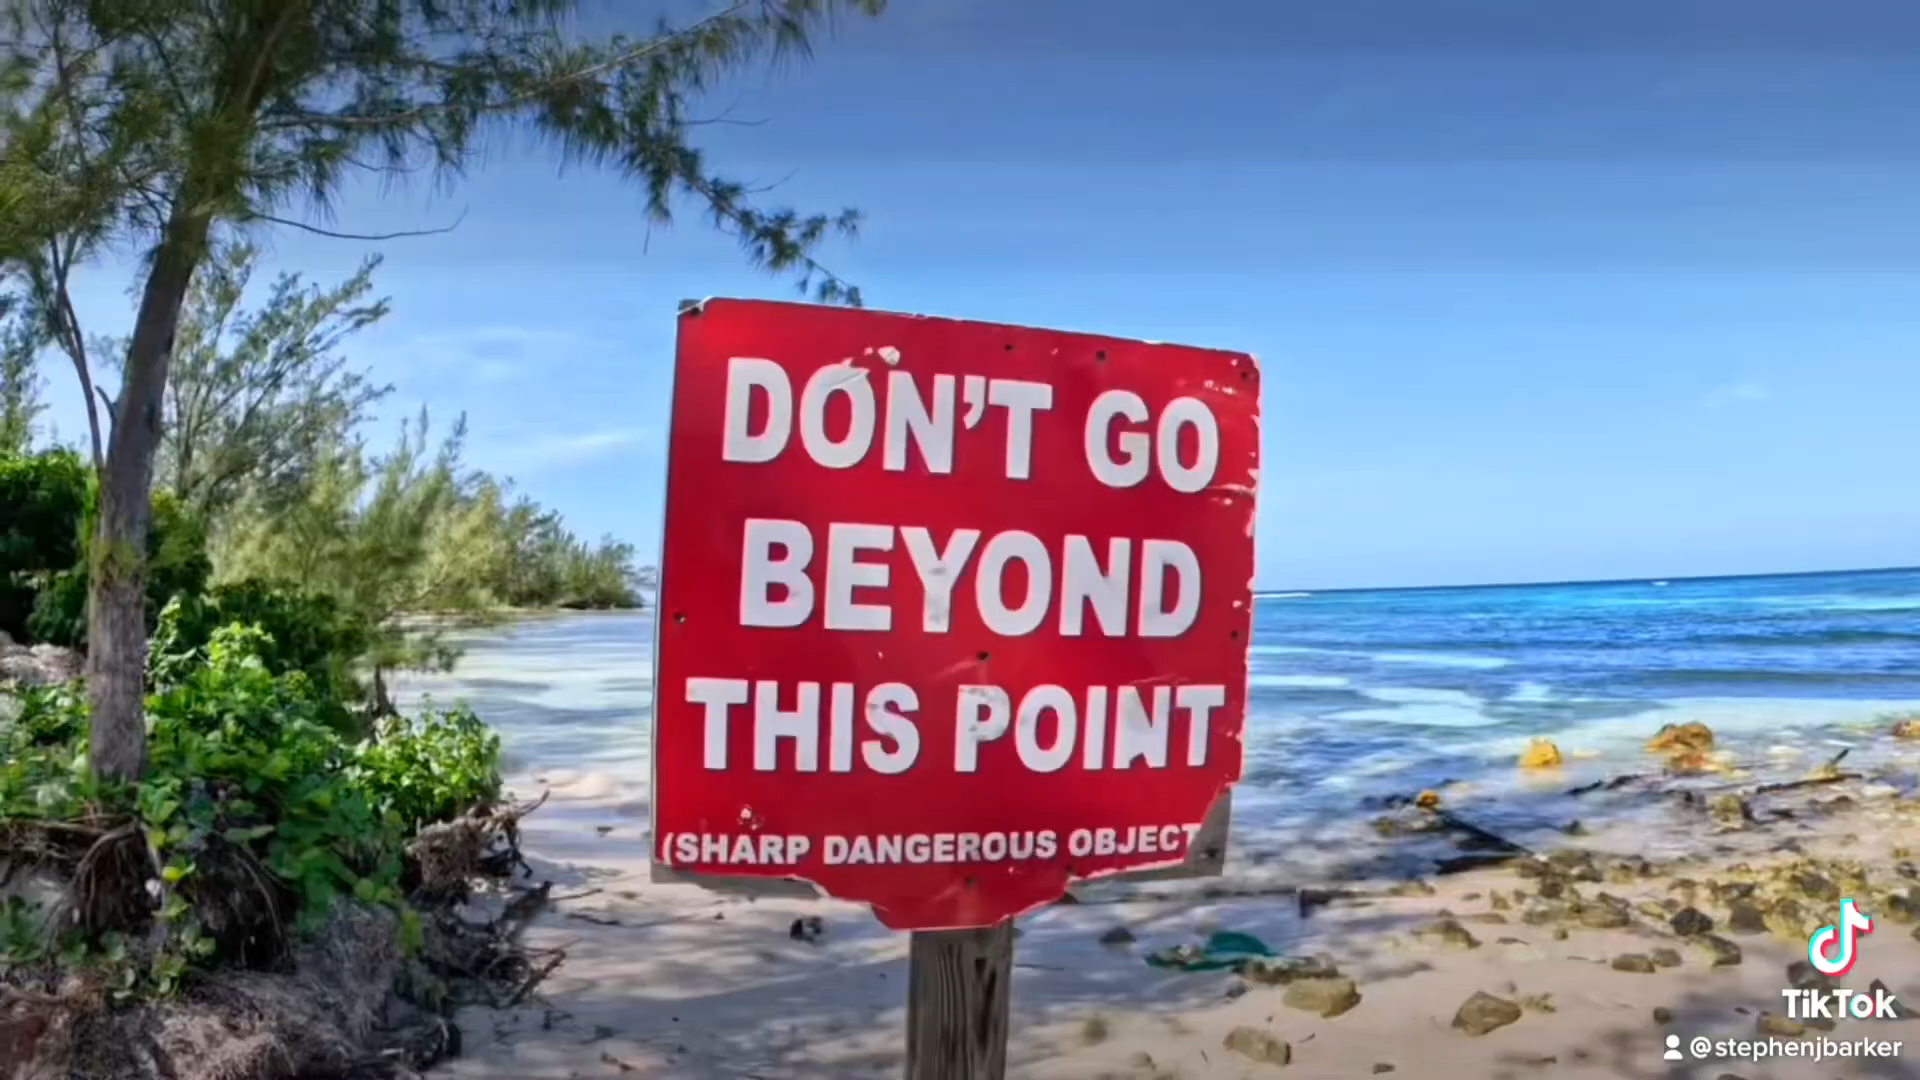 DON'T GO
BEYOND
THIS POINT
(SHARP DANGEROUS OBJECT
TikTok
@stephenjbarker